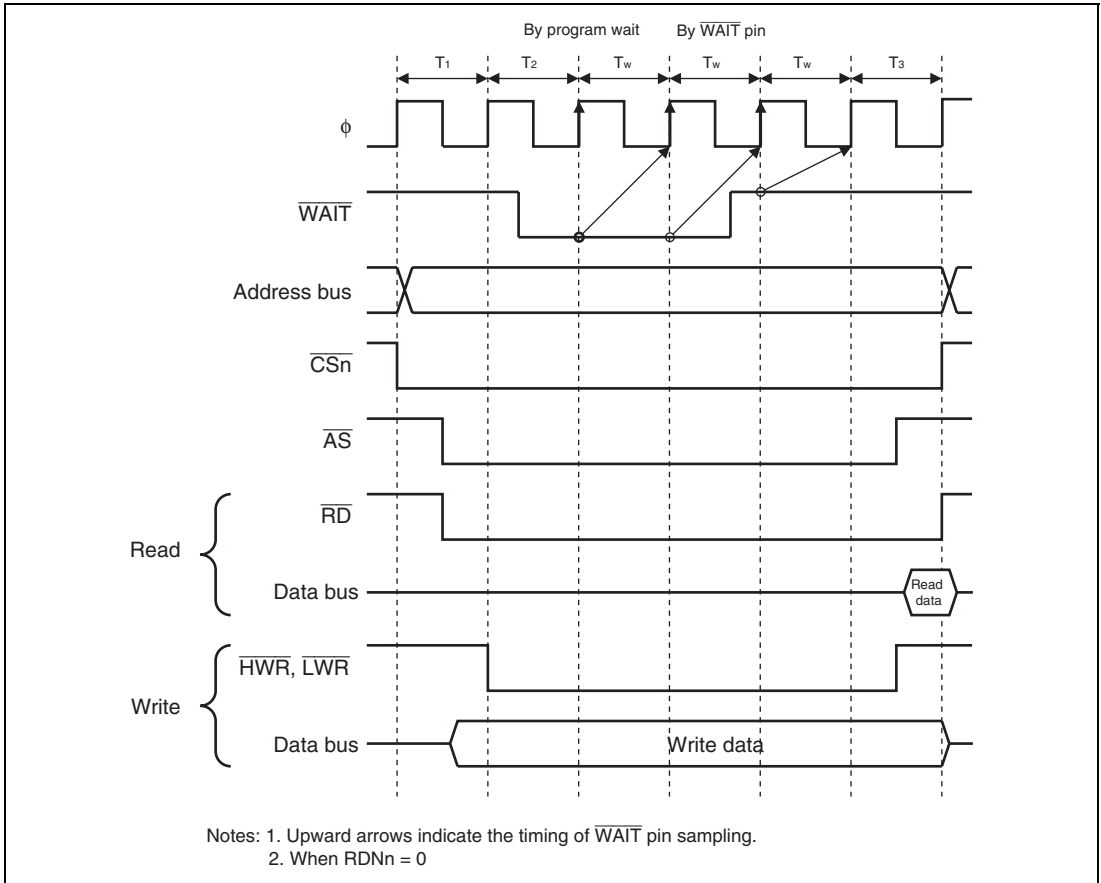 By program wait By WAIT pin
T1 T2 Tw Tw Tw T3
ϕ
WAIT
Address bus
CSn
AS
RD
Read
Data bus
Read
data
HWR, LWR
Write
Data bus
Write data
Notes: 1. Upward arrows indicate the timing of WAIT pin sampling.
2. When RDNn = 0